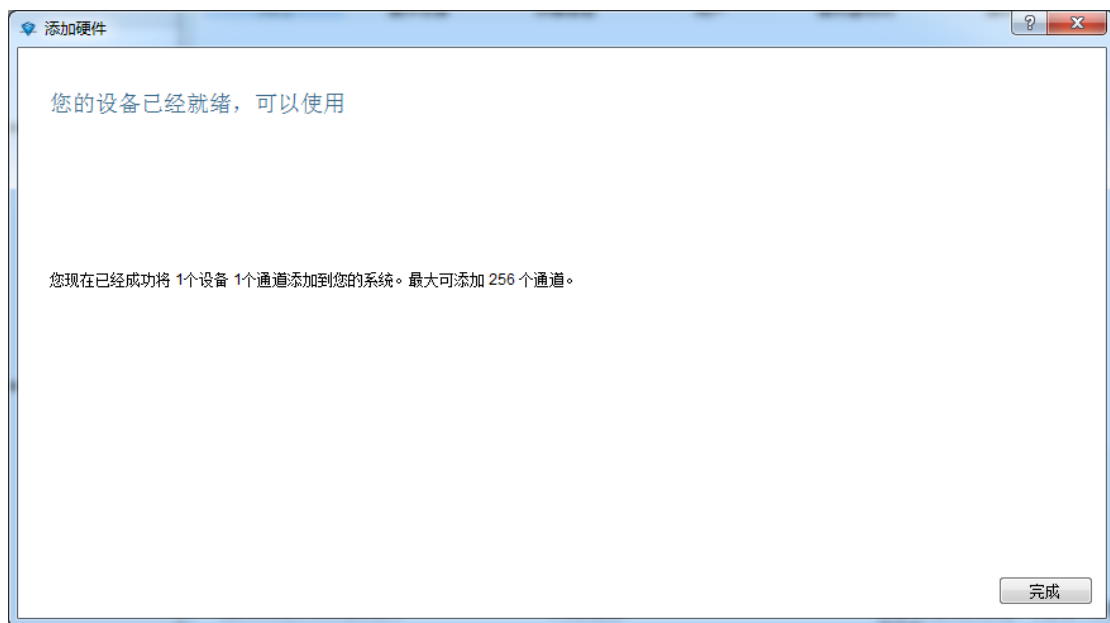 添加硬件
您的设备已经就绪，可以使用
您现在已经成功将 1个设备 1个通道添加到您的系统。最大可添加 256 个通道。
完成